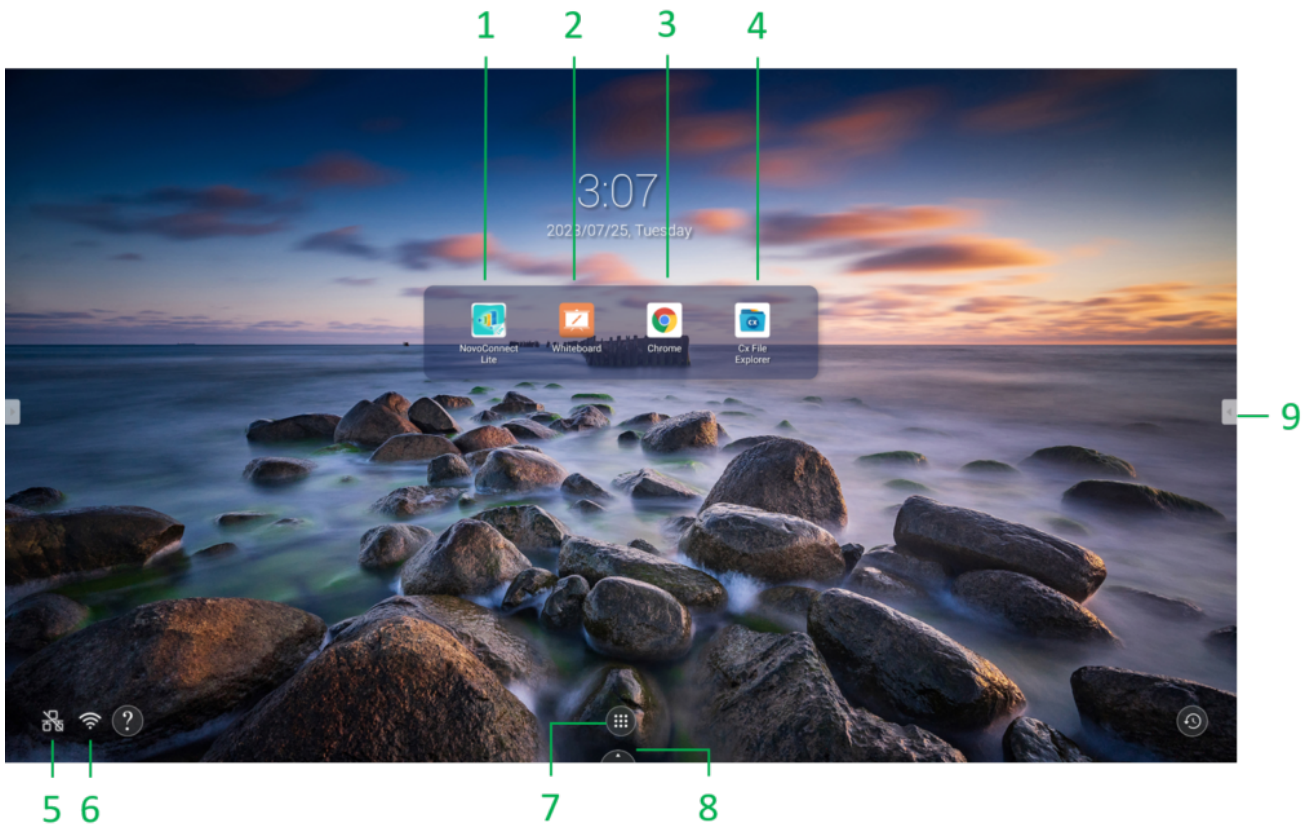 1 2 3 4
3:07
2023/07/25, Tuesday
NovoConnect Lite
Whiteboard
Chrome
CX
Cx File Explorer
9
?
5 6 7 8